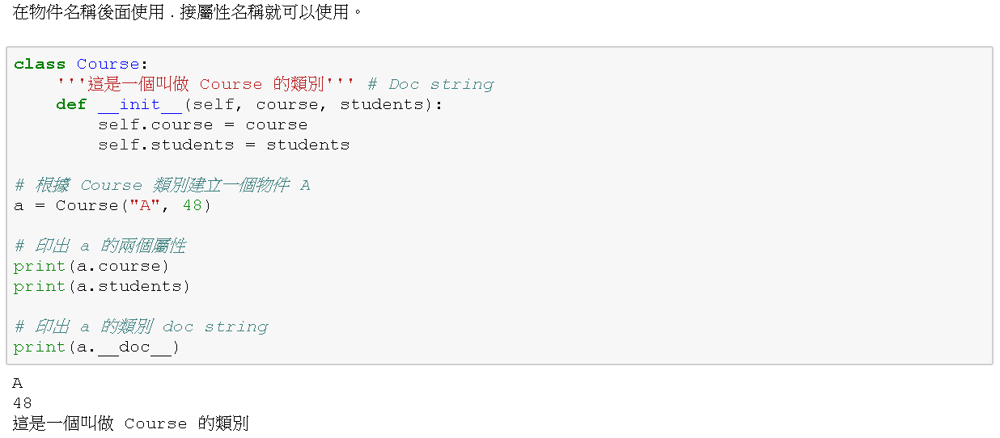 在物件名稱後面使用 . 接屬性名稱就可以使用。
class Course:
    '''這是一個叫做 Course 的類別''' # Doc string
    def __init__(self, course, students):
        self.course = course
        self.students = students
# 根據 Course 類別建立一個物件 A
a = Course("A", 48)
# 印出 a 的兩個屬性
print(a.course)
print(a.students)
# 印出 a 的類別 doc string
print(a.__doc__)
A
48
這是一個叫做 Course 的類別